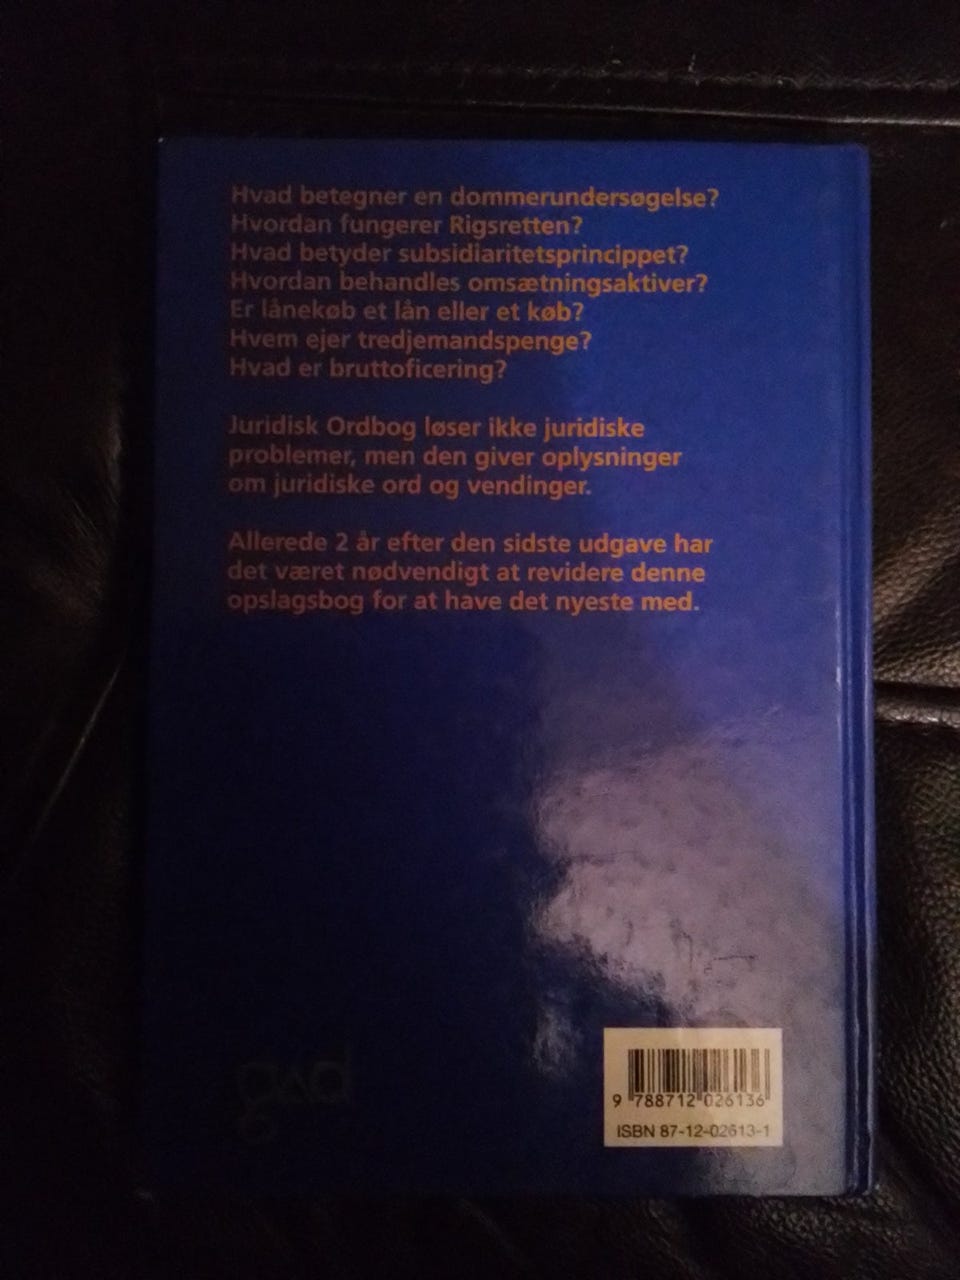 Hvad betegner en dommerundersøgelse?
Hvordan fungerer Rigsretten?
Hvad betyder subsidiaritetsprincippet?
Hvordan behandles omsætningsaktiver?
Er lånekøb et lån eller et køb?
Hvem ejer tredjemandspenge?
Hvad er bruttoficering?
Juridisk Ordbog løser ikke juridiske
problemer, men den giver oplysninger
om juridiske ord og vendinger.
Allerede 2 år efter den sidste udgave har
det været nødvendigt at revidere denne
opslagsbog for at have det nyeste med.
gad
9 788712 026136
ISBN 87-12-02613-1